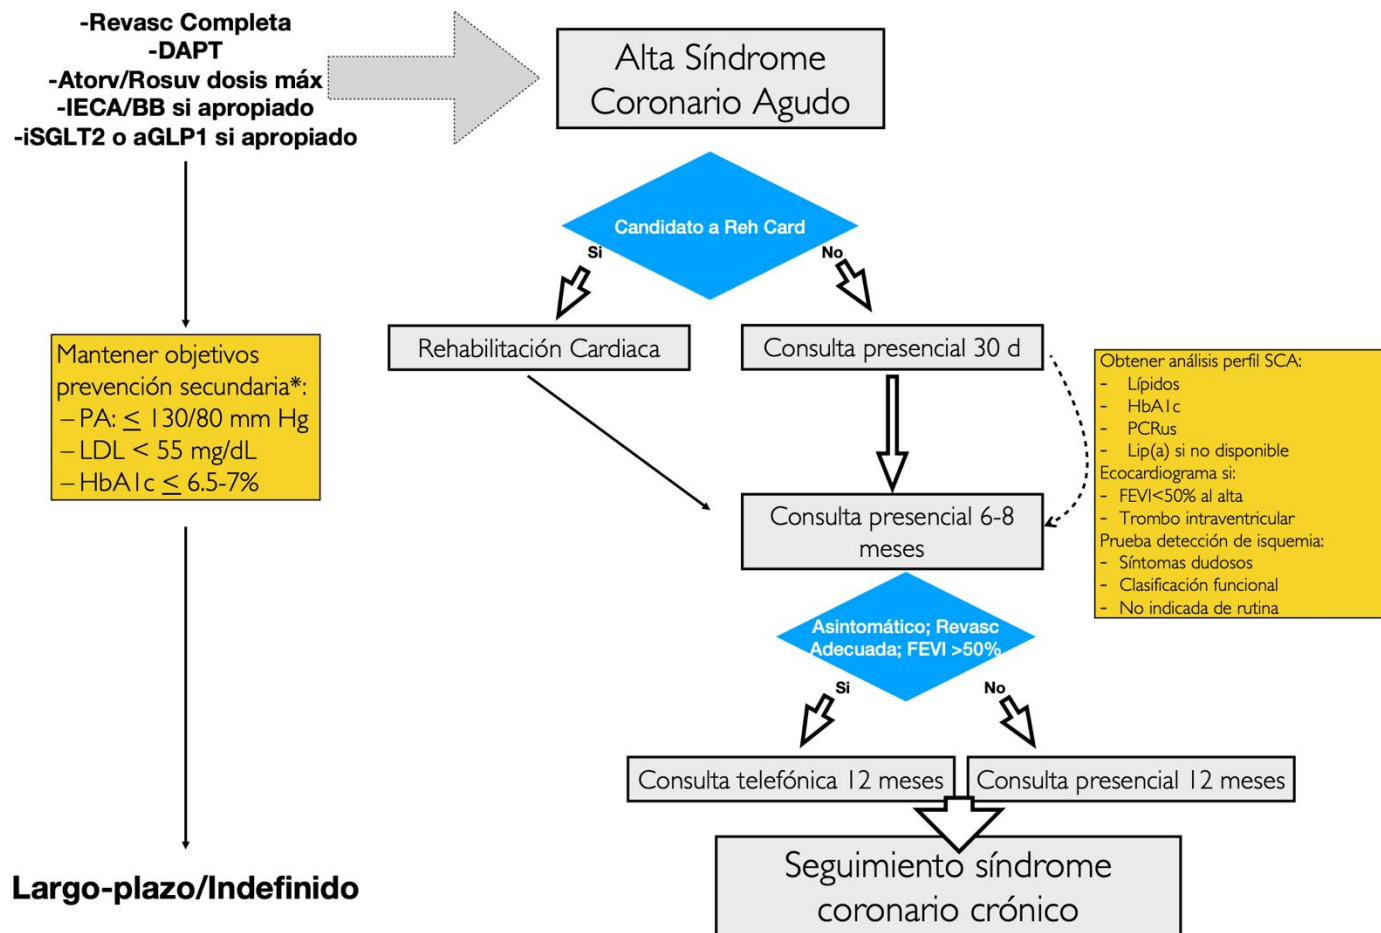 -Revasc Completa
-DAPT
-Atorv/Rosuv dosis máx
-IECA/BB si apropiado
-iSGLT2 o aGLP1 si apropiado
Alta Síndrome
Coronario Agudo
Candidato a Reh Card
Si
No
Rehabilitación Cardiaca
Consulta presencial 30 d
Mantener objetivos
prevención secundaria*:
– PA: ≤ 130/80 mm Hg
– LDL < 55 mg/dL
– HbA1c ≤ 6.5-7%
Obtener análisis perfil SCA:
- Lípidos
- HbA1c
- PCRus
- Lip(a) si no disponible
Ecocardiograma si:
- FEVI<50% al alta
- Trombo intraventricular
Prueba detección de isquemia:
- Síntomas dudosos
- Clasificación funcional
- No indicada de rutina
Consulta presencial 6-8
meses
Asintomático; Revasc
Adecuada; FEVI >50%
Si
No
Consulta telefónica 12 meses
Consulta presencial 12 meses
Largo-plazo/Indefinido
Seguimiento síndrome
coronario crónico